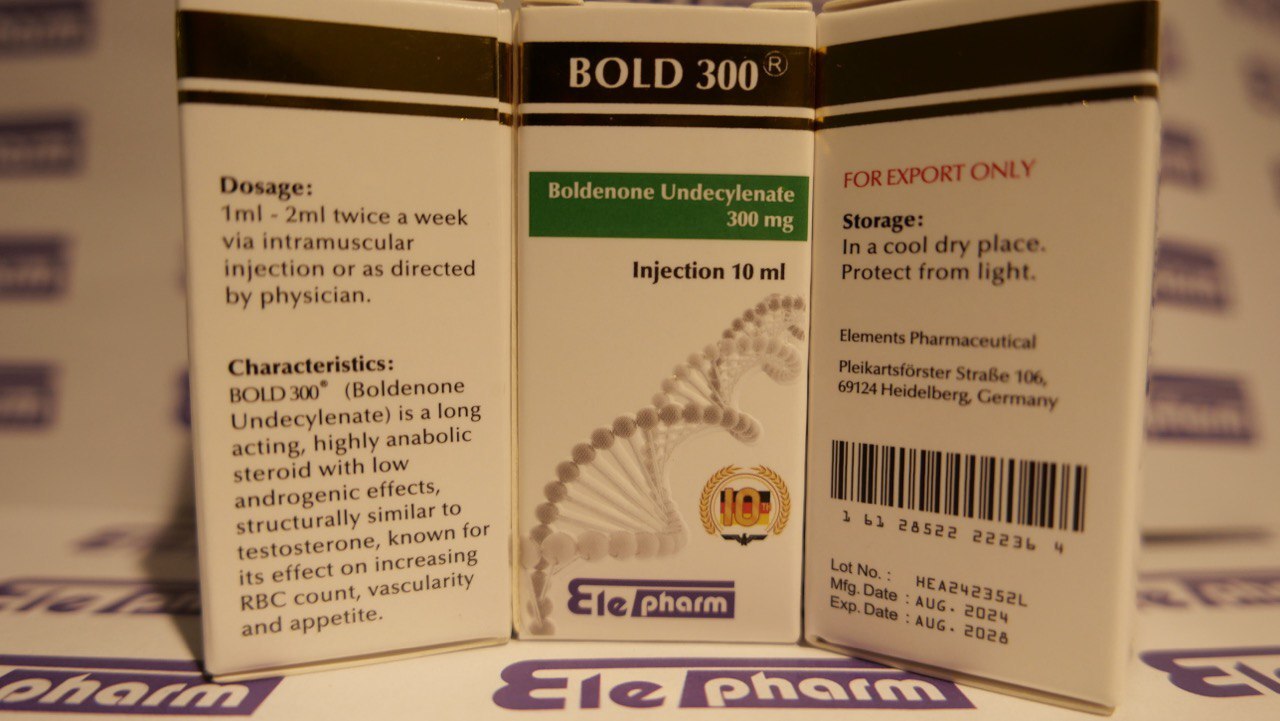 Dosage:
1ml - 2ml twice a week
via intramuscular
injection or as directed
by physician.
Characteristics:
BOLD 300® (Boldenone
Undecylenate) is a long
acting, highly anabolic
steroid with low
androgenic effects,
structurally similar to
testosterone, known for
its effect on increasing
RBC count, vascularity
and appetite.
BOLD 300®
Boldenone Undecylenate
300 mg
Injection 10 ml
10
Ele pharm
FOR EXPORT ONLY
Storage:
In a cool dry place.
Protect from light.
Elements Pharmaceutical
Pleikartsförster Straße 106,
69124 Heidelberg, Germany
1 61 28522 22236 4
Lot No. : HEA242352L
Mfg. Date : AUG. 2024
Exp. Date : AUG. 2028
pharm
Ele pharm